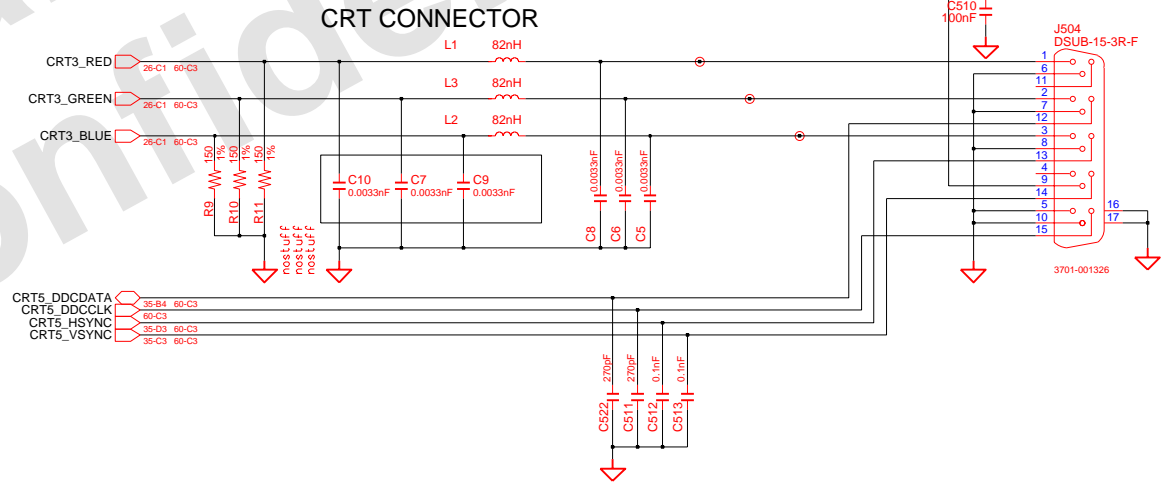 CRT CONNECTOR
C510
100nF
J504
DSUB-15-3R-F
CRT3_RED
26-C1 60-C3
L1 82nH
CRT3_GREEN
26-C1 60-C3
L3 82nH
CRT3_BLUE
26-C1 60-C3
L2 82nH
1
6
11
2
7
12
3
8
13
4
9
14
5
10
15
16
17
3701-001326
150 1%
150 1%
150 1%
R9
R10
R11
nostuff
nostuff
nostuff
C10
0.0033nF
C7
0.0033nF
C9
0.0033nF
0.0033nF
0.0033nF
0.0033nF
C8
C6
C5
CRT5_DDCDATA
35-B4 60-C3
CRT5_DDCCLK
60-C3
CRT5_HSYNC
35-D3 60-C3
CRT5_VSYNC
35-C3 60-C3
270pF
270pF
0.1nF
0.1nF
C522
C511
C512
C513